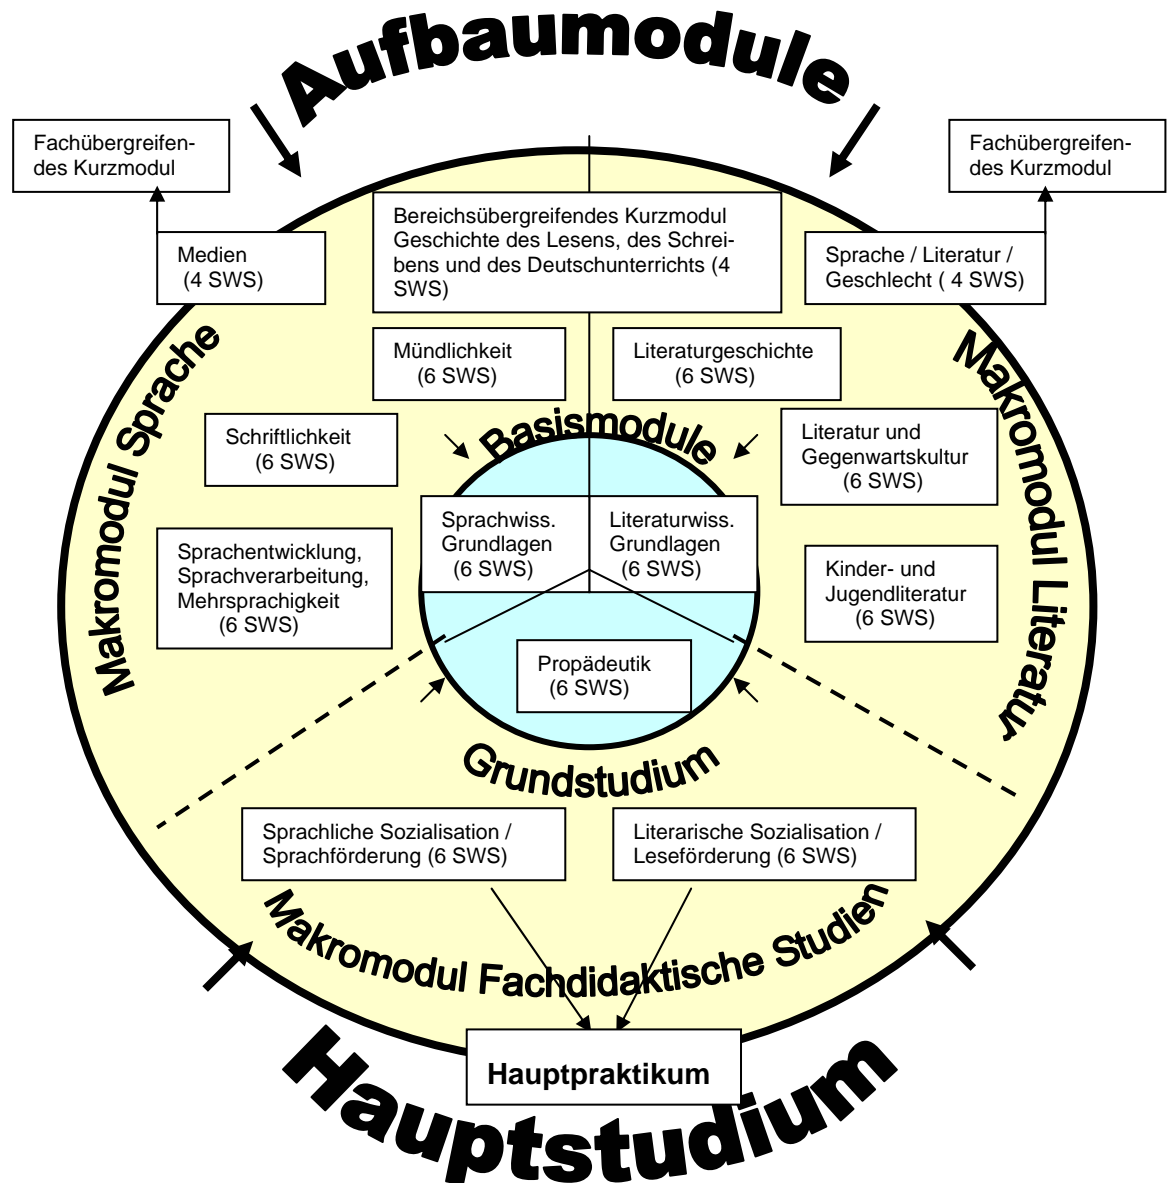 Aufbaumodule
Fachübergreifen-
des Kurzmodul
Fachübergreifen-
des Kurzmodul
Medien
(4 SWS)
Bereichsübergreifendes Kurzmodul
Geschichte des Lesens, des Schrei-
bens und des Deutschunterrichts (4
SWS)
Sprache / Literatur /
Geschlecht ( 4 SWS)
Makromodul Sprache
Mündlichkeit
(6 SWS)
Literaturgeschichte
(6 SWS)
Makromodul Literatur
Schriftlichkeit
(6 SWS)
Basismodule
Literatur und
Gegenwartskultur
(6 SWS)
Sprachwiss.
Grundlagen
(6 SWS)
Literaturwiss.
Grundlagen
(6 SWS)
Sprachentwicklung,
Sprachverarbeitung,
Mehrsprachigkeit
(6 SWS)
Kinder- und
Jugendliteratur
(6 SWS)
Propädeutik
(6 SWS)
Grundstudium
Sprachliche Sozialisation /
Sprachförderung (6 SWS)
Literarische Sozialisation /
Leseförderung (6 SWS)
Makromodul Fachdidaktische Studien
Hauptpraktikum
Hauptstudium